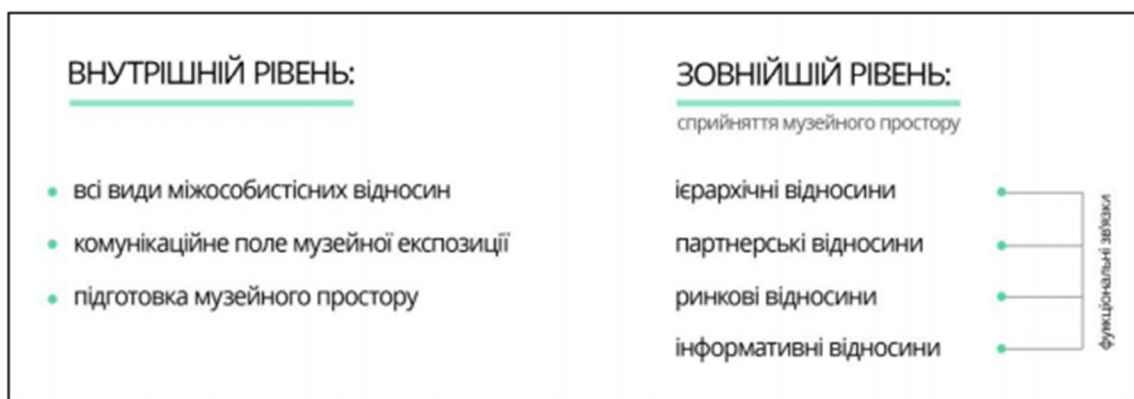 ВНУТРІШНІЙ РІВЕНЬ:
всі види міжособистісних відносин
комунікаційне поле музейної експозиції
підготовка музейного простору
ЗОВНІЙШІЙ РІВЕНЬ:
сприйняття музейного простору
ієрархічні відносини
партнерські відносини
ринкові відносини
інформативні відносини
функціональні зв'язки